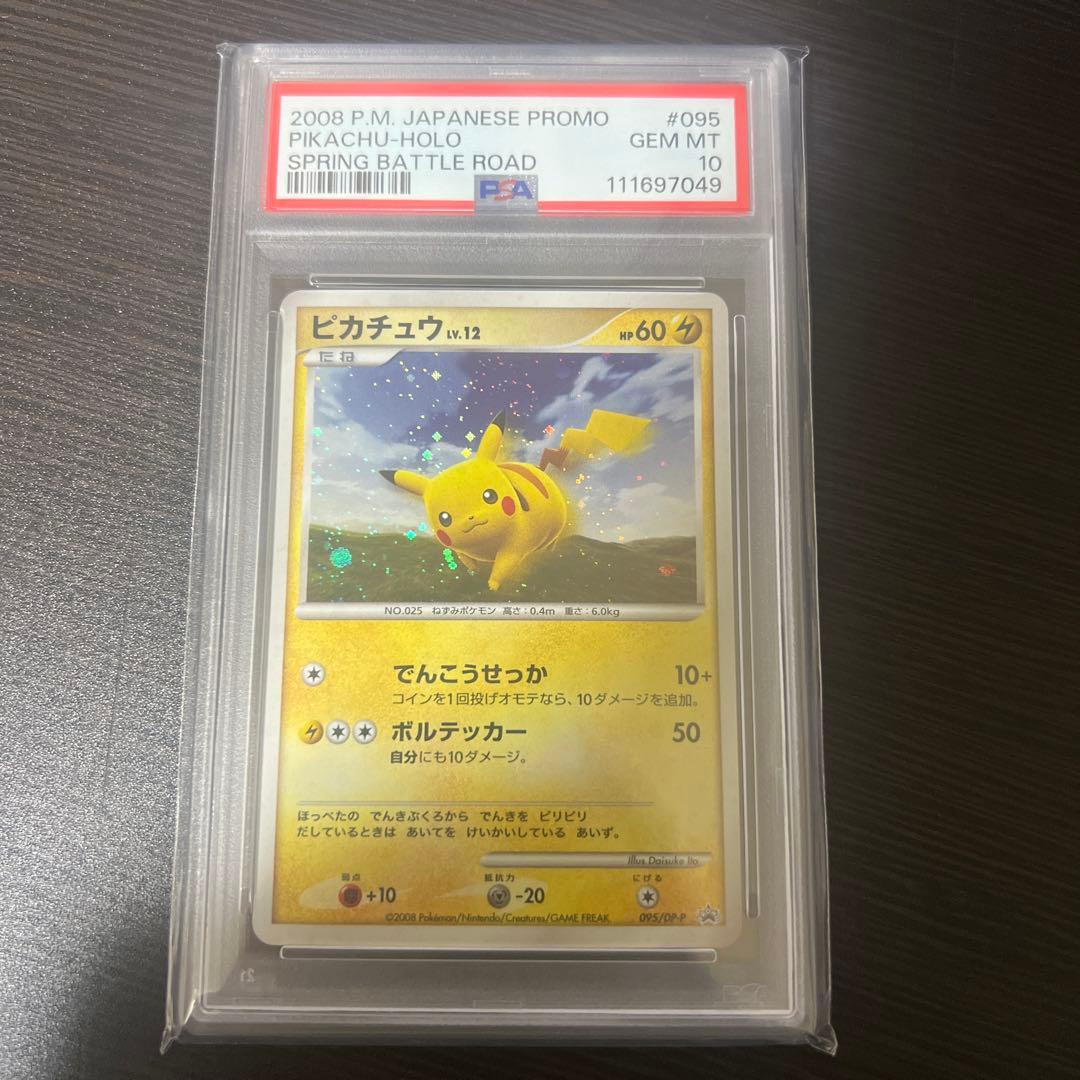 2008 P.M. JAPANESE PROMO #095
PIKACHU-HOLO GEM MT
SPRING BATTLE ROAD 10
PSA 111697049
ピカチュウ LV.12 HP60
たね
NO.025 ねずみポケモン 高さ:0.4m 重さ:6.0kg
でんこうせっか 10+
コインを1回投げオモテなら、10ダメージを追加。
ボルテッカー 50
自分にも10ダメージ。
ほっぺたの でんきぶくろから でんきを ピリピリ
だしているときは あいてを けいかいしている あいず。
Illus. Daisuke Ito
弱点 +10 抵抗力 -20 にげる
©2008 Pokémon/Nintendo/Creatures/GAME FREAK. 095/DP-P